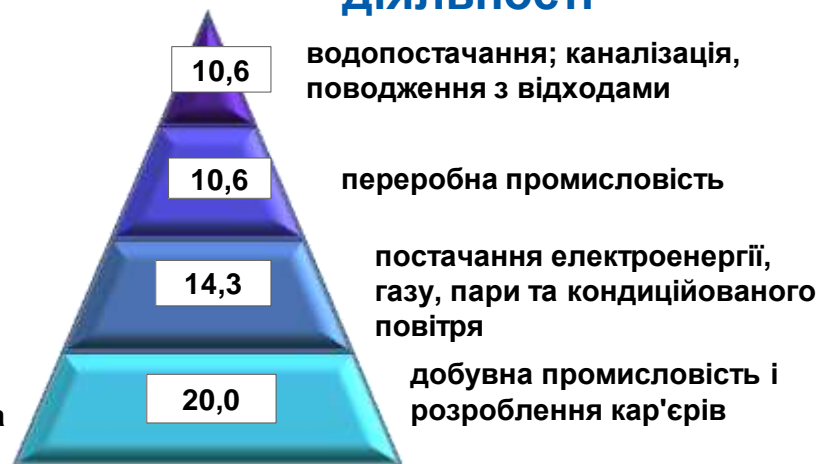 діяльності
10,6
водопостачання; каналізація,
поводження з відходами
10,6
переробна промисловість
14,3
постачання електроенергії,
газу, пари та кондиційованого
повітря
20,0
добувна промисловість і
розроблення кар'єрів